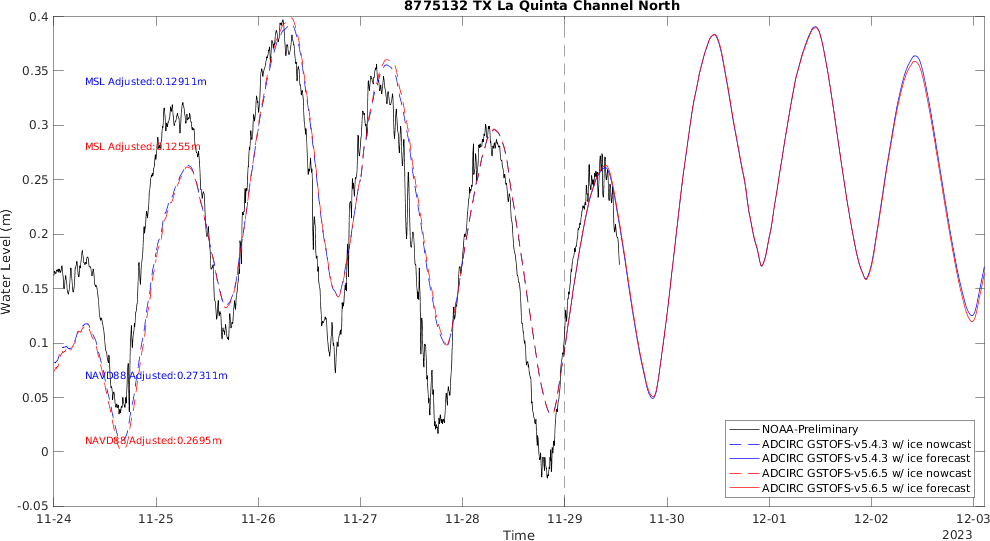 8775132 TX La Quinta Channel North
0.4
0.35
MSL Adjusted:0.12911m
0.3
MSL Adjusted:0.1255m
0.25
0.2
0.15
0.1
NAVD88 Adjusted:0.27311m
0.05
NAVD88 Adjusted:0.2695m
0
-0.05
Water Level (m)
NOAA-Preliminary
ADCIRC GSTOFS-v5.4.3 w/ ice nowcast
ADCIRC GSTOFS-v5.4.3 w/ ice forecast
ADCIRC GSTOFS-v5.6.5 w/ ice nowcast
ADCIRC GSTOFS-v5.6.5 w/ ice forecast
11-24 11-25 11-26 11-27 11-28 11-29 11-30 12-01 12-02 12-03
Time
2023